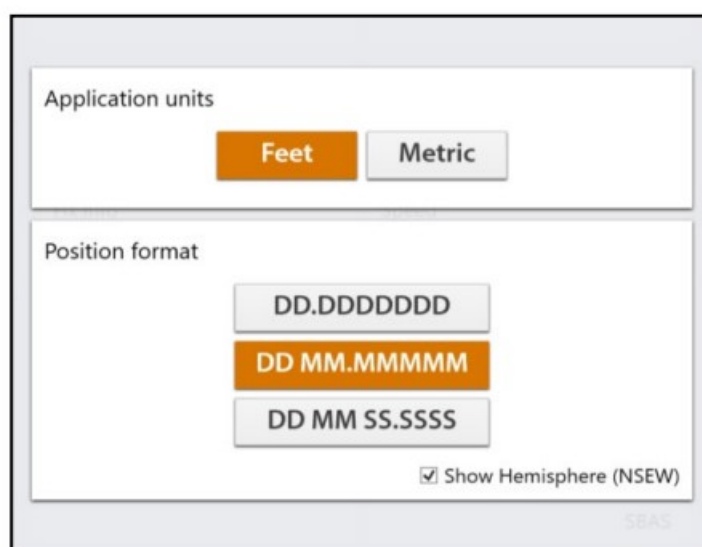 Application units
Feet Metric
Position format
DD.DDDDDDD
DD MM.MMMMM
DD MM SS.SSSS
Show Hemisphere (NSEW)
SBAS